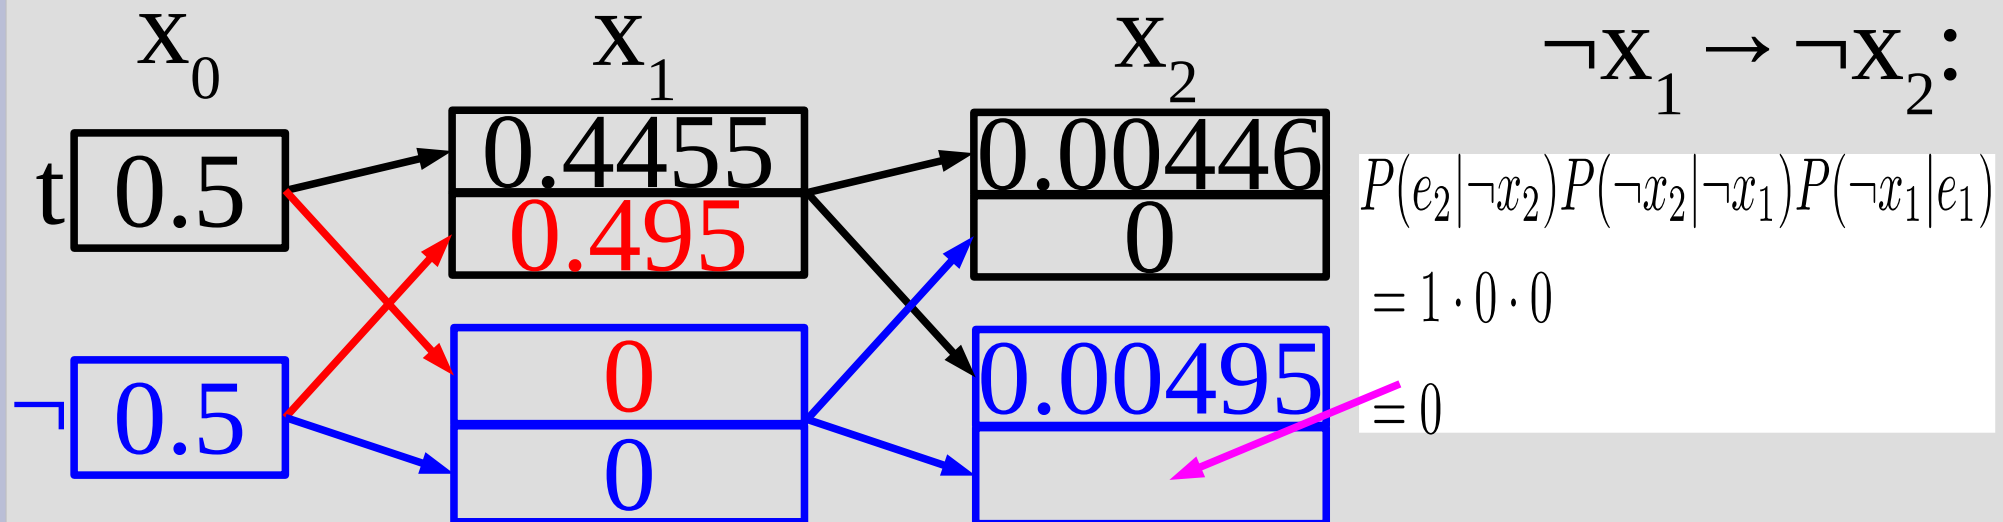 x₀ x₁ x₂ ¬x₁ → ¬x₂:
t 0.5 0.4455 0.00446
0.495 0
P(e₂|¬x₂)P(¬x₂|¬x₁)P(¬x₁|e₁)
= 1 · 0 · 0
¬ 0.5 0 0.00495
= 0
0